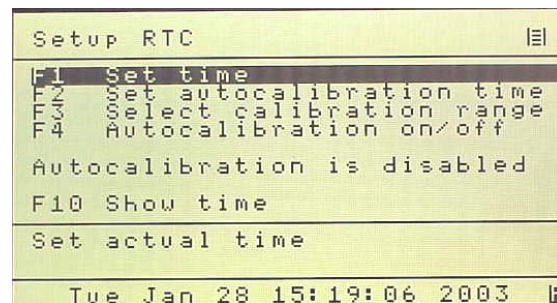 Setup RTC
F1 Set time
F2 Set autocalibration time
F3 Select calibration range
F4 Autocalibration on/off
Autocalibration is disabled
F10 Show time
Set actual time
Tue Jan 28 15:19:06 2003